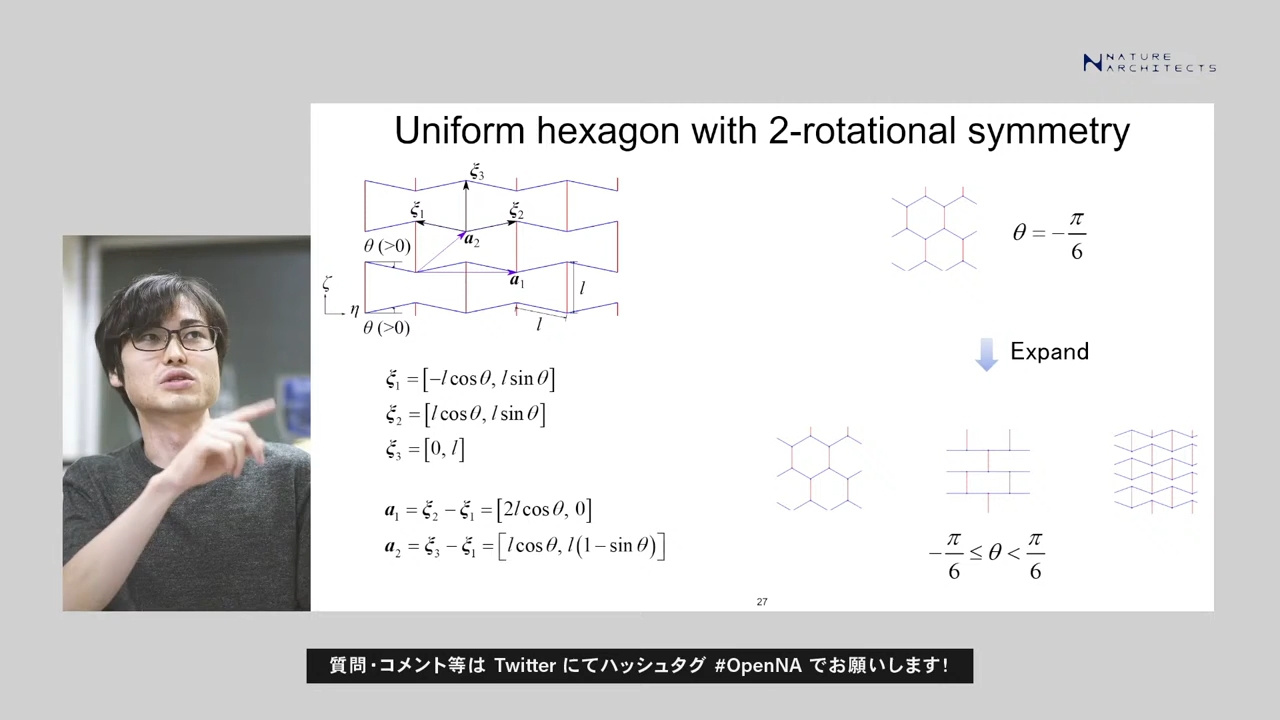 NATURE
ARCHITECTS
Uniform hexagon with 2-rotational symmetry
ξ₃
ξ₁
ξ₂
a₂
θ (>0)
a₁
ζ
l
η
θ (>0)
l
θ = −π/6
Expand
ξ₁ = [−l cos θ, l sin θ]
ξ₂ = [l cos θ, l sin θ]
ξ₃ = [0, l]
a₁ = ξ₂ − ξ₁ = [2l cos θ, 0]
a₂ = ξ₃ − ξ₁ = [l cos θ, l(1 − sin θ)]
−π/6 ≤ θ < π/6
27
質問・コメント等は Twitter にてハッシュタグ #OpenNA でお願いします!